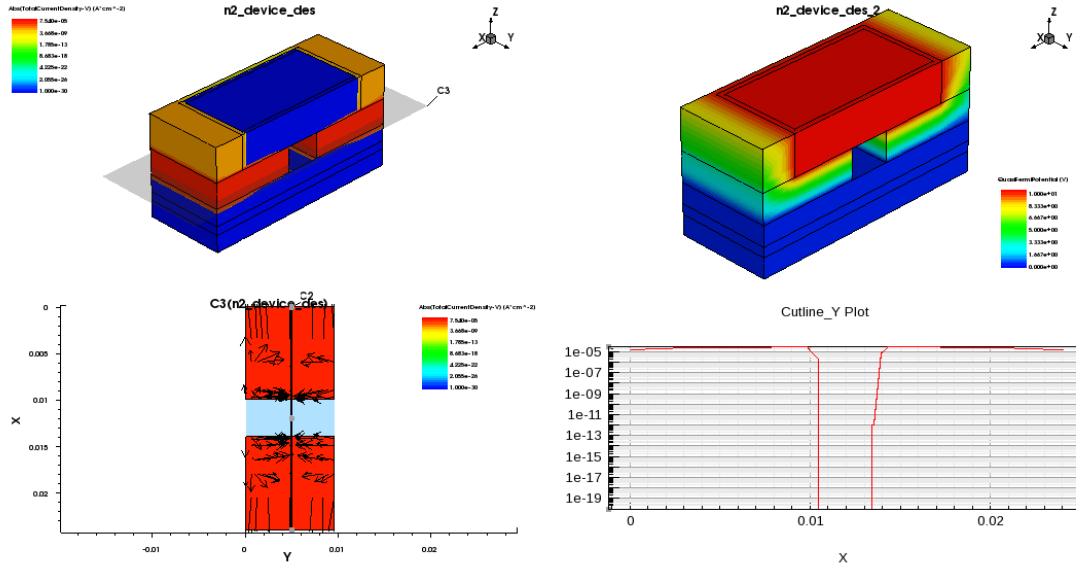 Abs(TotalCurrentDensity-V) (A*cm^-2)
7.540e-05
3.665e-09
1.785e-13
8.683e-18
4.225e-22
2.055e-26
1.000e-30
n2_device_des
Z
X
Y
C3
n2_device_des_2
Z
X
Y
QuasiFermiPotential (V)
1.000e+01
8.333e+00
6.667e+00
5.000e+00
3.333e+00
1.667e+00
0.000e+00
C3(n2_device_des)
C2
Abs(TotalCurrentDensity-V) (A*cm^-2)
7.540e-05
3.665e-09
1.785e-13
8.683e-18
4.225e-22
2.055e-26
1.000e-30
0
0.005
0.01
0.015
0.02
X
-0.01
0
0.01
0.02
Y
Cutline_Y Plot
1e-05
1e-07
1e-09
1e-11
1e-13
1e-15
1e-17
1e-19
0
0.01
0.02
X